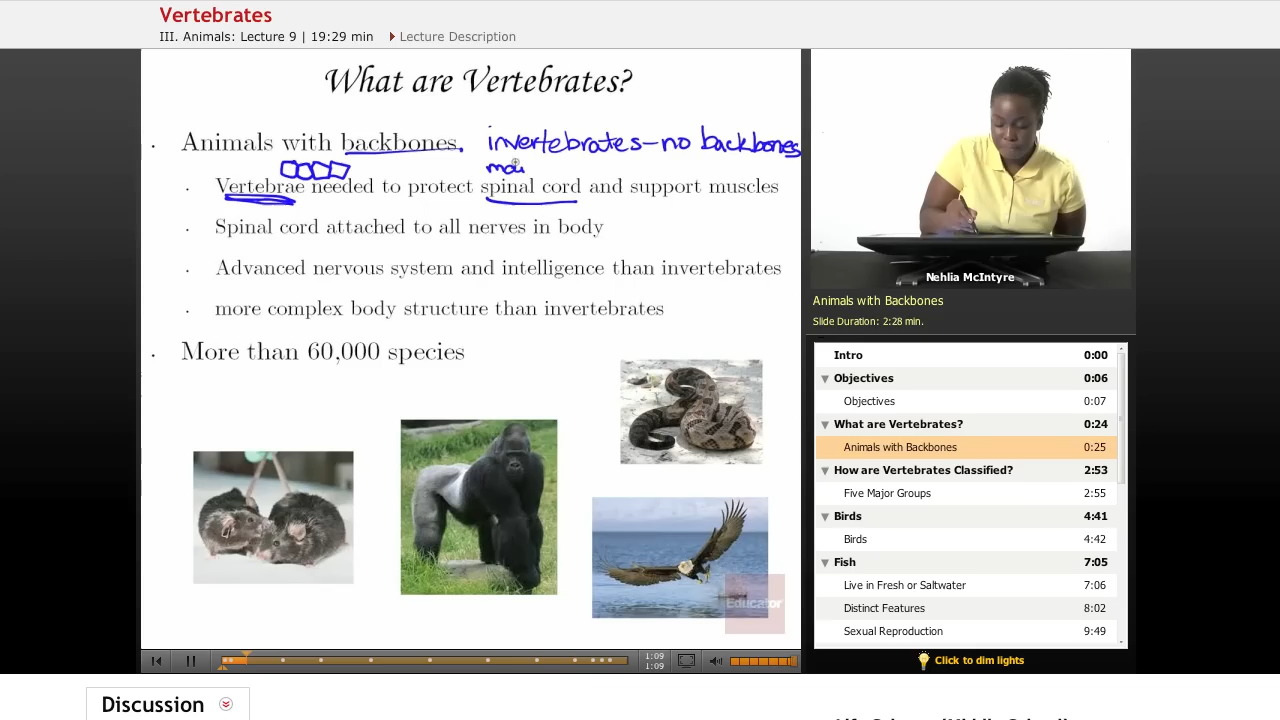 Vertebrates
III. Animals: Lecture 9 | 19:29 min
Lecture Description
What are Vertebrates?
Animals with backbones. invertebrates-no backbones
Vertebrae needed to protect spinal cord and support muscles
Spinal cord attached to all nerves in body
Advanced nervous system and intelligence than invertebrates
more complex body structure than invertebrates
More than 60,000 species
Educator
1:09
1:09
Nehlia McIntyre
Animals with Backbones
Slide Duration: 2:28 min.
Intro 0:00
Objectives 0:06
Objectives 0:07
What are Vertebrates? 0:24
Animals with Backbones 0:25
How are Vertebrates Classified? 2:53
Five Major Groups 2:55
Birds 4:41
Birds 4:42
Fish 7:05
Live in Fresh or Saltwater 7:06
Distinct Features 8:02
Sexual Reproduction 9:49
Click to dim lights
Discussion